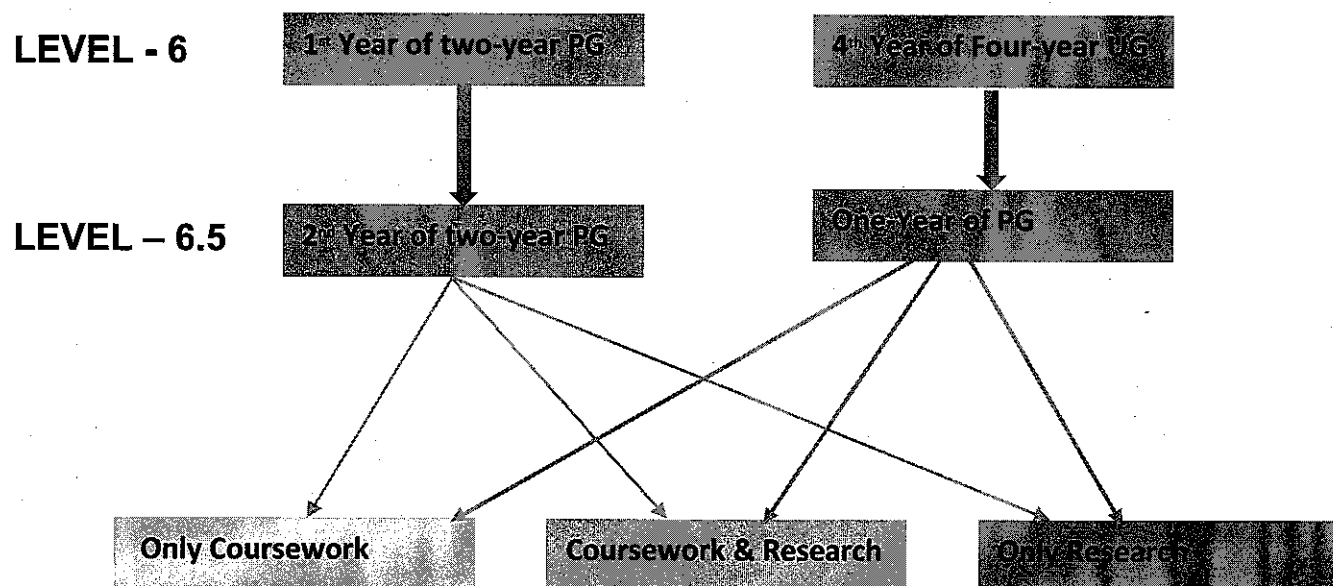 LEVEL - 6
1st Year of two-year PG
4th Year of Four-year UG
LEVEL – 6.5
2nd Year of two-year PG
One-Year of PG
Only Coursework
Coursework & Research
Only Research